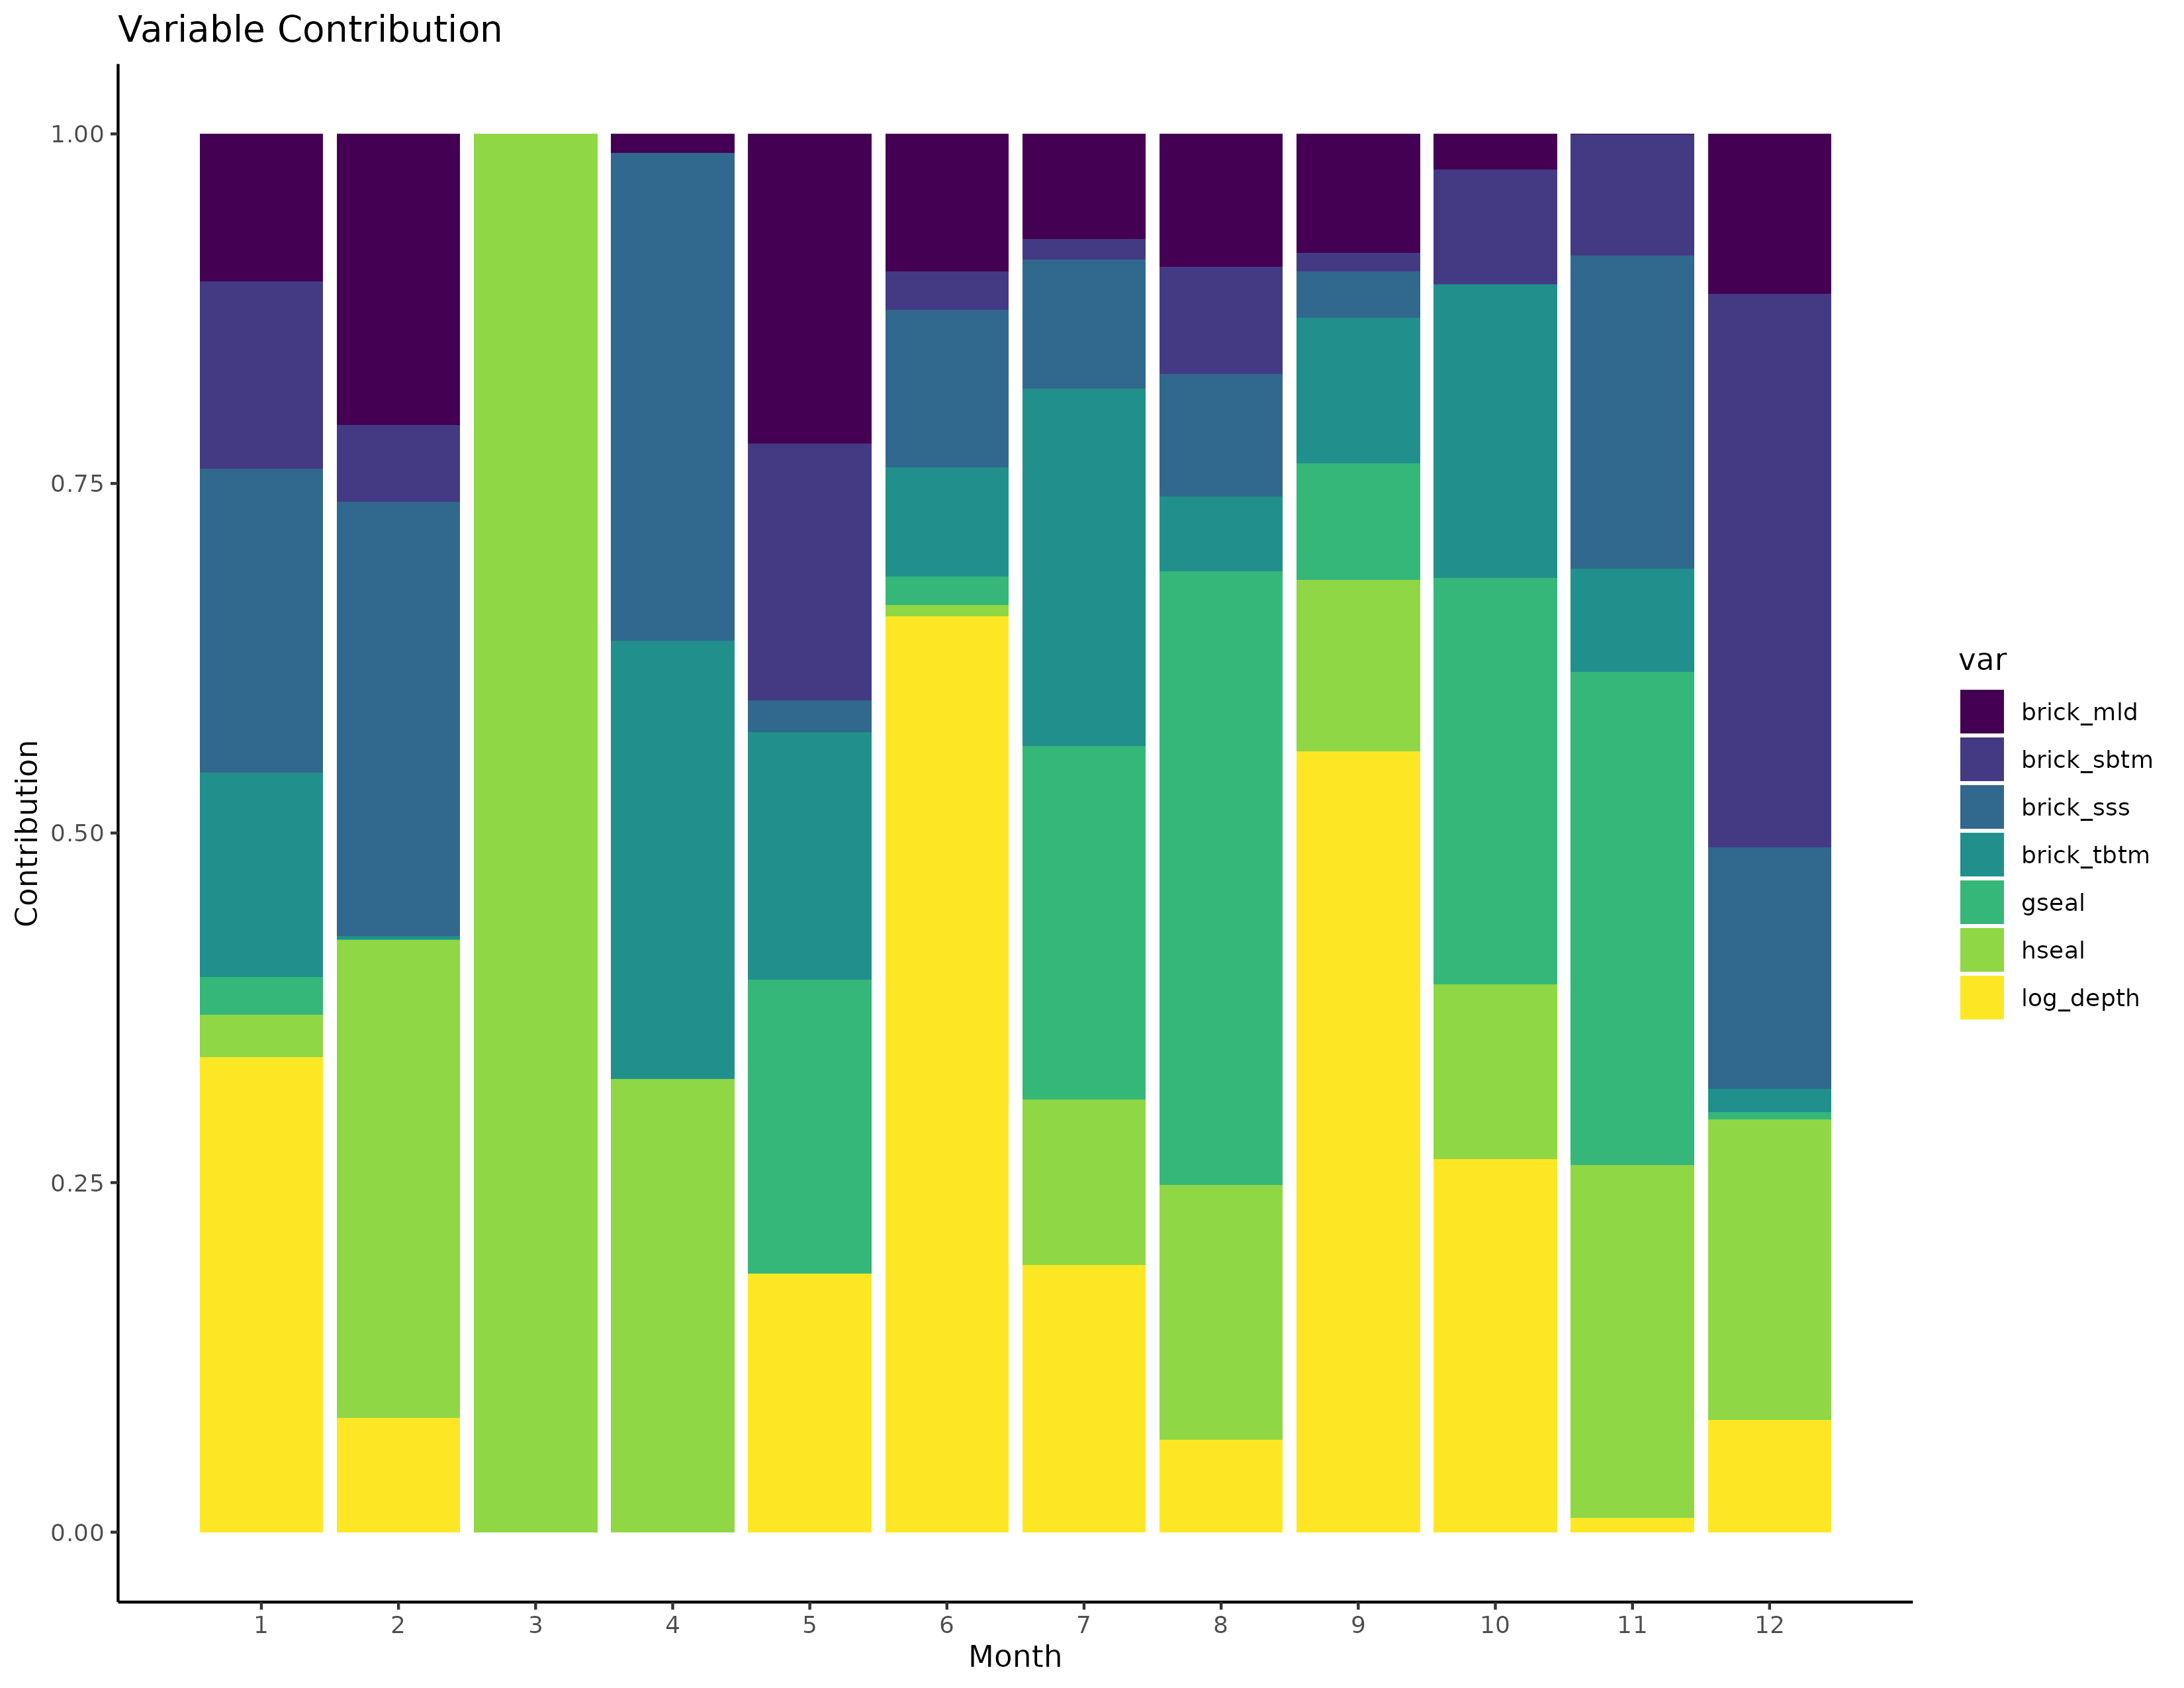 Variable Contribution
1.00
0.75
0.50
0.25
0.00
Contribution
1 2 3 4 5 6 7 8 9 10 11 12
Month
var
brick_mld
brick_sbtm
brick_sss
brick_tbtm
gseal
hseal
log_depth